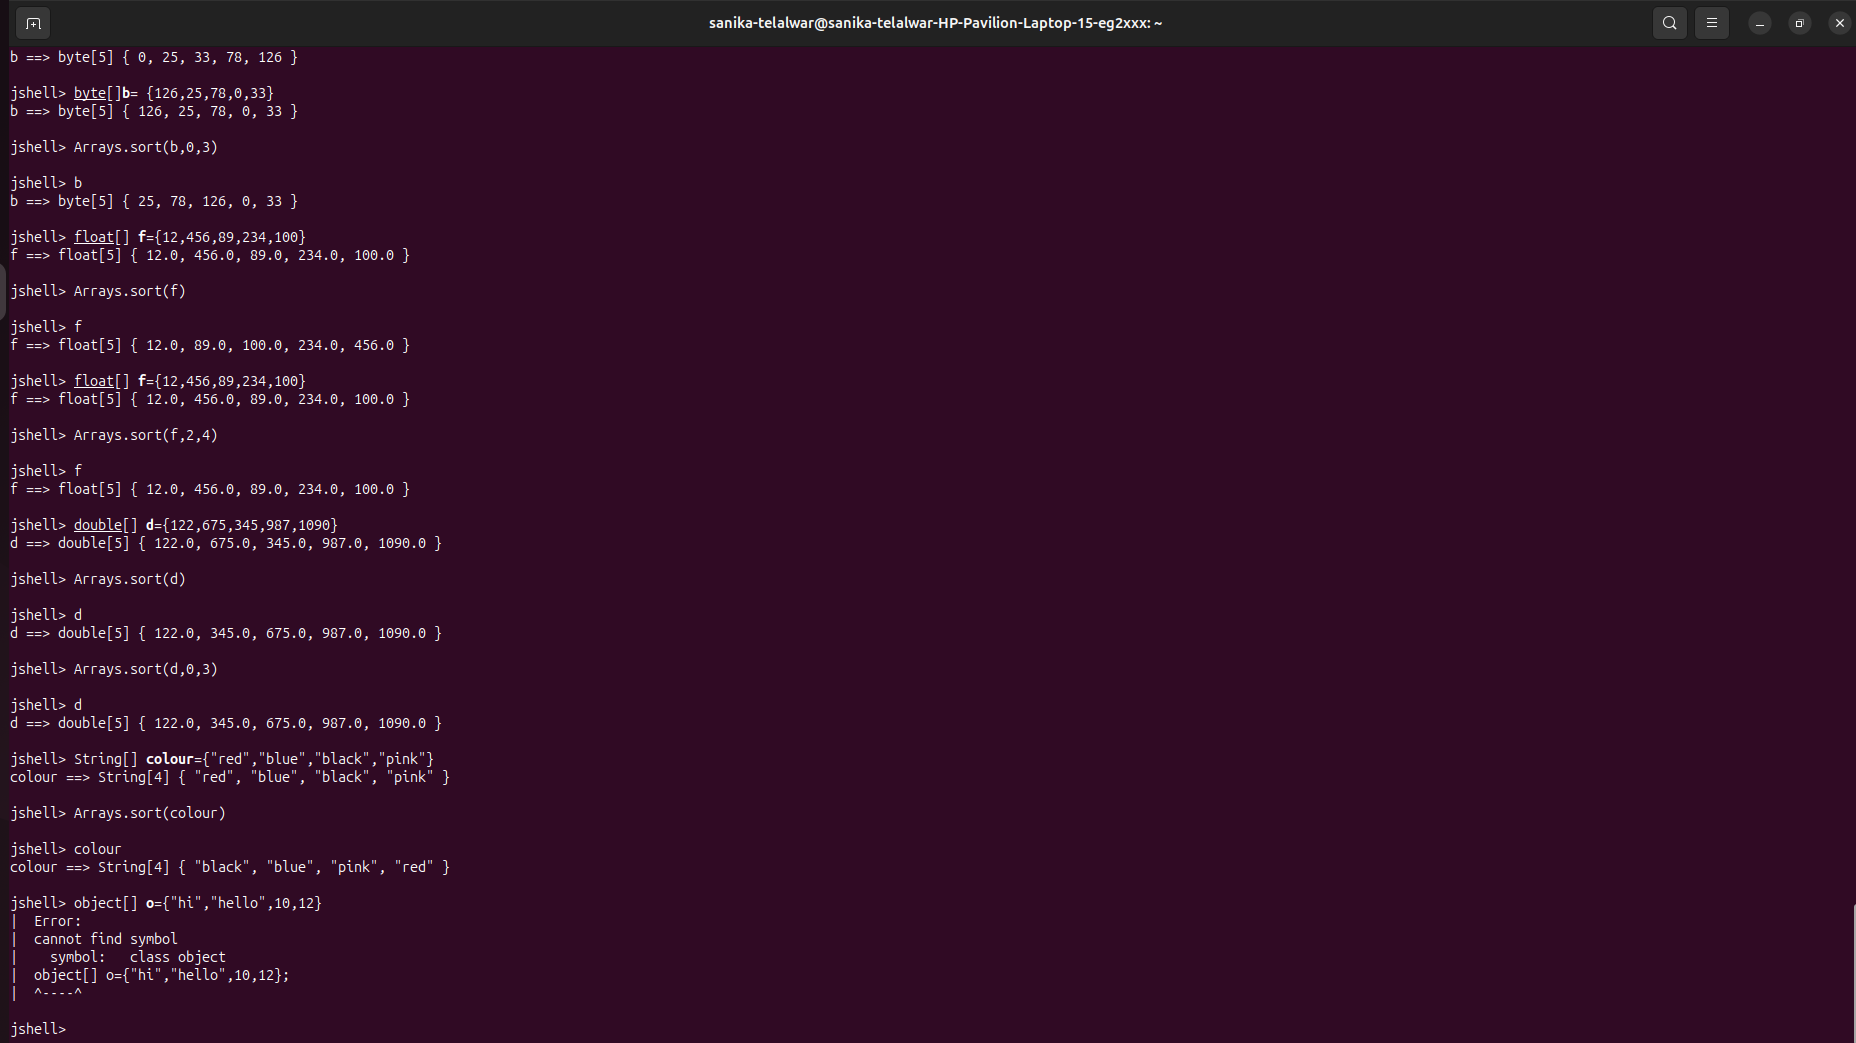 sanika-telalwar@sanika-telalwar-HP-Pavilion-Laptop-15-eg2xxx: ~
b ==> byte[5] { 0, 25, 33, 78, 126 }
jshell> byte[]b= {126,25,78,0,33}
b ==> byte[5] { 126, 25, 78, 0, 33 }
jshell> Arrays.sort(b,0,3)
jshell> b
b ==> byte[5] { 25, 78, 126, 0, 33 }
jshell> float[] f={12,456,89,234,100}
f ==> float[5] { 12.0, 456.0, 89.0, 234.0, 100.0 }
jshell> Arrays.sort(f)
jshell> f
f ==> float[5] { 12.0, 89.0, 100.0, 234.0, 456.0 }
jshell> float[] f={12,456,89,234,100}
f ==> float[5] { 12.0, 456.0, 89.0, 234.0, 100.0 }
jshell> Arrays.sort(f,2,4)
jshell> f
f ==> float[5] { 12.0, 456.0, 89.0, 234.0, 100.0 }
jshell> double[] d={122,675,345,987,1090}
d ==> double[5] { 122.0, 675.0, 345.0, 987.0, 1090.0 }
jshell> Arrays.sort(d)
jshell> d
d ==> double[5] { 122.0, 345.0, 675.0, 987.0, 1090.0 }
jshell> Arrays.sort(d,0,3)
jshell> d
d ==> double[5] { 122.0, 345.0, 675.0, 987.0, 1090.0 }
jshell> String[] colour={"red","blue","black","pink"}
colour ==> String[4] { "red", "blue", "black", "pink" }
jshell> Arrays.sort(colour)
jshell> colour
colour ==> String[4] { "black", "blue", "pink", "red" }
jshell> object[] o={"hi","hello",10,12}
|  Error:
|  cannot find symbol
|    symbol:   class object
|  object[] o={"hi","hello",10,12};
|  ^----^
jshell>